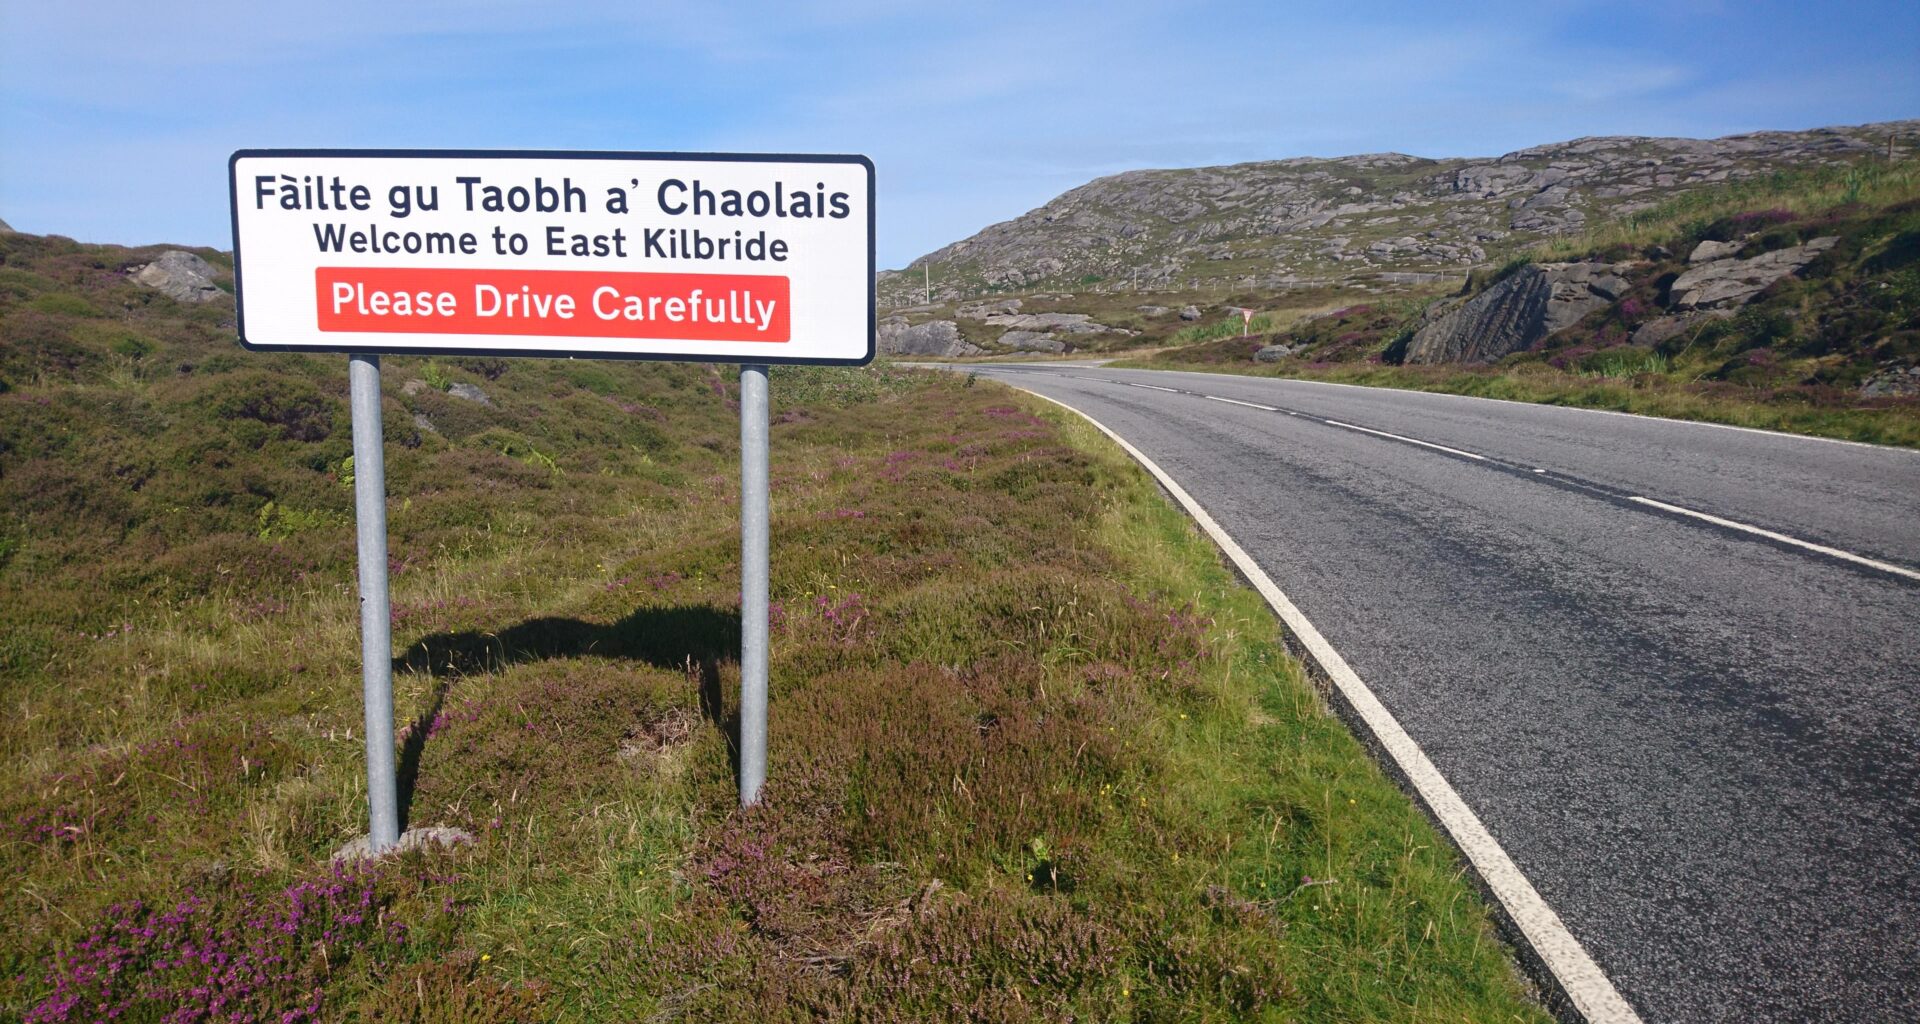 Fàilte gu Taobh a' Chaolais
Welcome to East Kilbride
Please Drive Carefully